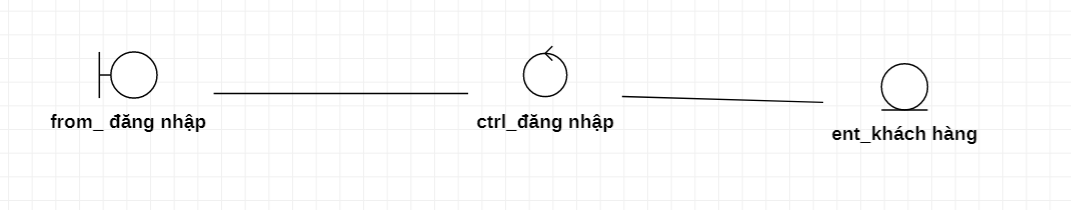 from_ đăng nhập
ctrl_đăng nhập
ent_khách hàng